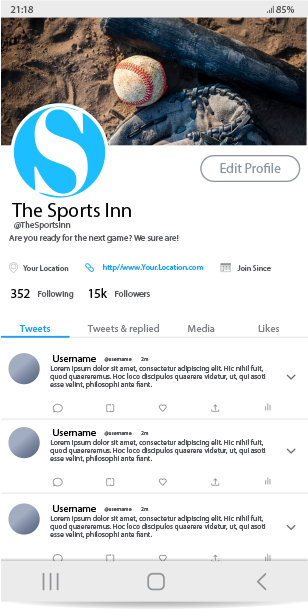 21:18 85%
S
Edit Profile
The Sports Inn
@TheSportsInn
Are you ready for the next game? We sure are!
Your Location http/www.Your.Location.com Join Since
352 Following 15k Followers
Tweets Tweets & replied Media Likes
Username @username 2m
Lorem ipsum dolor sit amet, consectetur adipiscing elit. Hic nihil fuit,
quod quaereremus. Hoc loco discipulos quaerere videtur, ut, qui asoti
esse velint, philosophi ante fiant.
Username @username 2m
Lorem ipsum dolor sit amet, consectetur adipiscing elit. Hic nihil fuit,
quod quaereremus. Hoc loco discipulos quaerere videtur, ut, qui asoti
esse velint, philosophi ante fiant.
Username @username 2m
Lorem ipsum dolor sit amet, consectetur adipiscing elit. Hic nihil fuit,
quod quaereremus. Hoc loco discipulos quaerere videtur, ut, qui asoti
esse velint, philosophi ante fiant.